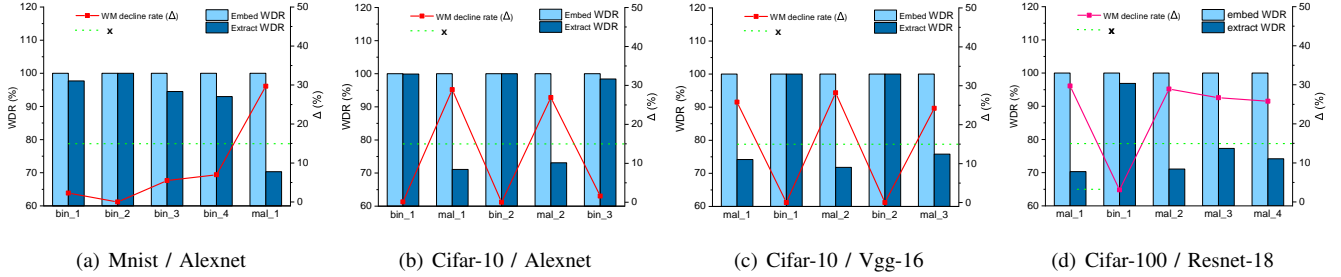 120
110
100
90
80
70
60
WDR (%)
WM decline rate (Δ)
x
Embed WDR
Extract WDR
50
40
30
20
10
0
Δ (%)
bin_1 bin_2 bin_3 bin_4 mal_1
(a) Mnist / Alexnet
120
110
100
90
80
70
60
WDR (%)
WM decline rate (Δ)
x
Embed WDR
Extract WDR
50
40
30
20
10
0
Δ (%)
bin_1 mal_1 bin_2 mal_2 bin_3
(b) Cifar-10 / Alexnet
120
110
100
90
80
70
60
WDR (%)
WM decline rate (Δ)
x
Embed WDR
Extract WDR
50
40
30
20
10
0
Δ (%)
mal_1 bin_1 mal_2 bin_2 mal_3
(c) Cifar-10 / Vgg-16
120
110
100
90
80
70
60
WDR (%)
WM decline rate (Δ)
x
embed WDR
extract WDR
50
40
30
20
10
0
Δ (%)
mal_1 bin_1 mal_2 mal_3 mal_4
(d) Cifar-100 / Resnet-18